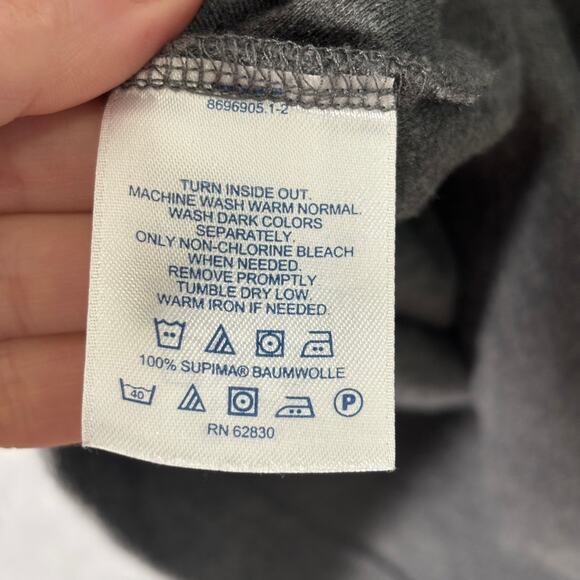 8696905.1-2
TURN INSIDE OUT.
MACHINE WASH WARM NORMAL.
WASH DARK COLORS
SEPARATELY.
ONLY NON-CHLORINE BLEACH
WHEN NEEDED.
REMOVE PROMPTLY
TUMBLE DRY LOW.
WARM IRON IF NEEDED.
100% SUPIMA® BAUMWOLLE
40 P
RN 62830